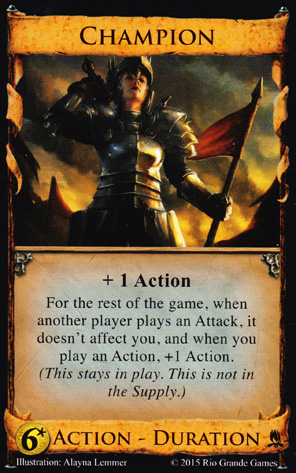 CHAMPION
+ 1 Action
For the rest of the game, when
another player plays an Attack, it
doesn't affect you, and when you
play an Action, +1 Action.
(This stays in play. This is not in
the Supply.)
6* ACTION - DURATION
Illustration: Alayna Lemmer © 2015 Rio Grande Games